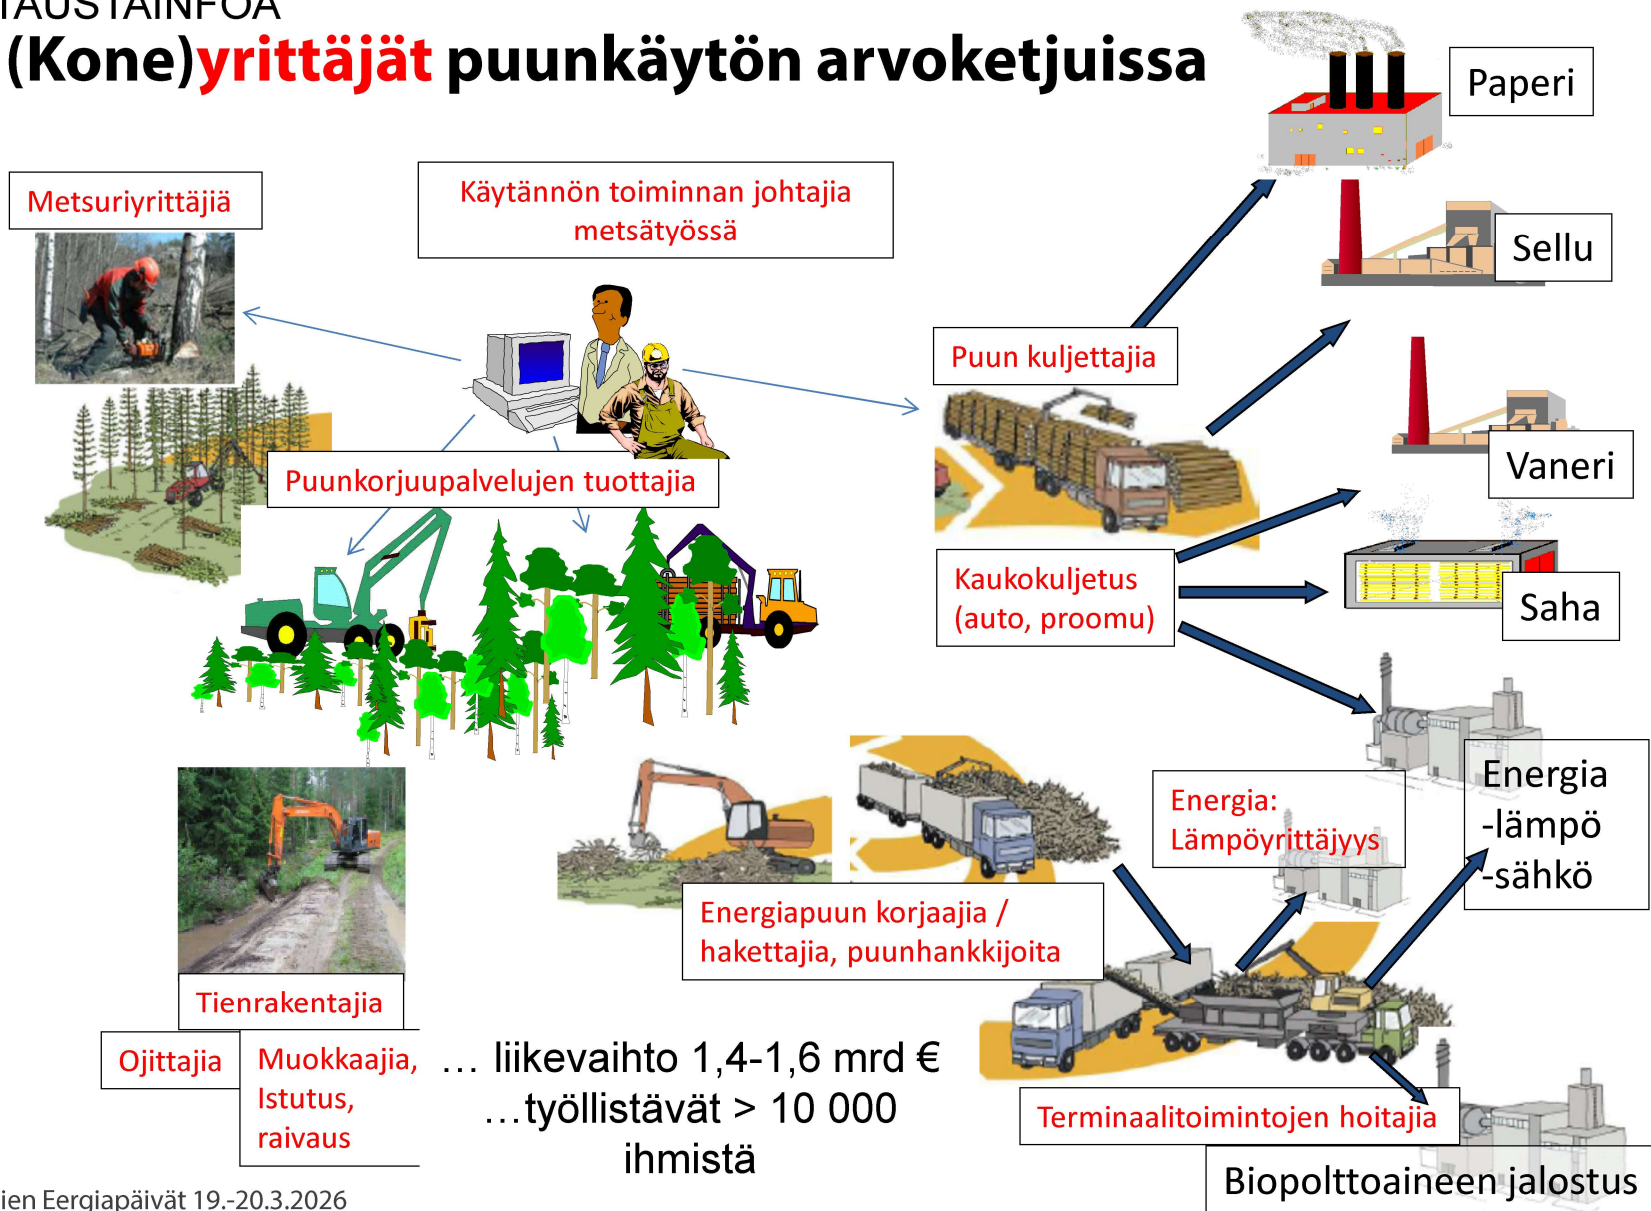 TAUSTAINFOA
(Kone)yrittäjät puunkäytön arvoketjuissa
Paperi
Metsuriyrittäjiä
Käytännön toiminnan johtajia
metsätyössä
Sellu
Puun kuljettajia
Vaneri
Puunkorjuupalvelujen tuottajia
Kaukokuljetus
(auto, proomu)
Saha
Energia
-lämpö
-sähkö
Energia:
Lämpöyrittäjyys
Energiapuun korjaajia /
hakettajia, puunhankkijoita
Tienrakentajia
Ojittajia
Muokkaajia,
Istutus,
raivaus
... liikevaihto 1,4-1,6 mrd €
...työllistävät > 10 000
ihmistä
Terminaalitoimintojen hoitajia
Biopolttoaineen jalostus
ien Eergiapäivät 19.-20.3.2026